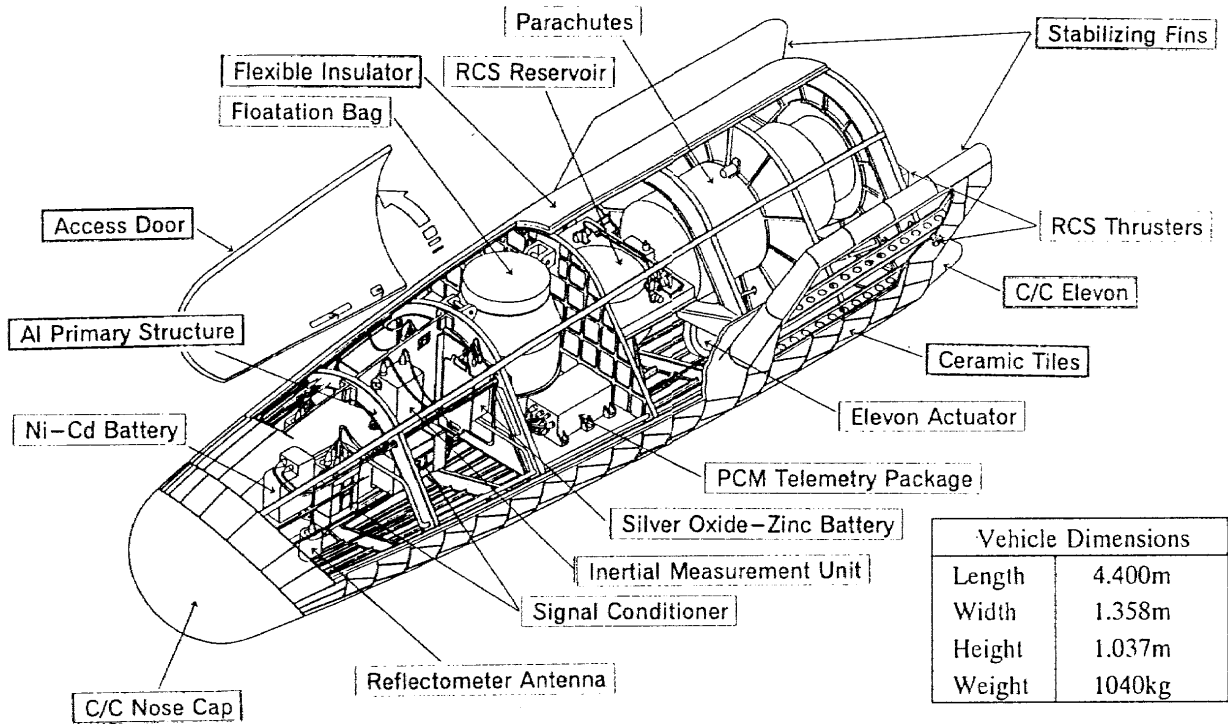 Parachutes
Stabilizing Fins
Flexible Insulator
RCS Reservoir
Floatation Bag
Access Door
RCS Thrusters
C/C Elevon
Al Primary Structure
Ceramic Tiles
Ni-Cd Battery
Elevon Actuator
PCM Telemetry Package
Silver Oxide-Zinc Battery
Inertial Measurement Unit
Signal Conditioner
Reflectometer Antenna
C/C Nose Cap
Vehicle Dimensions
Length 4.400m
Width 1.358m
Height 1.037m
Weight 1040kg